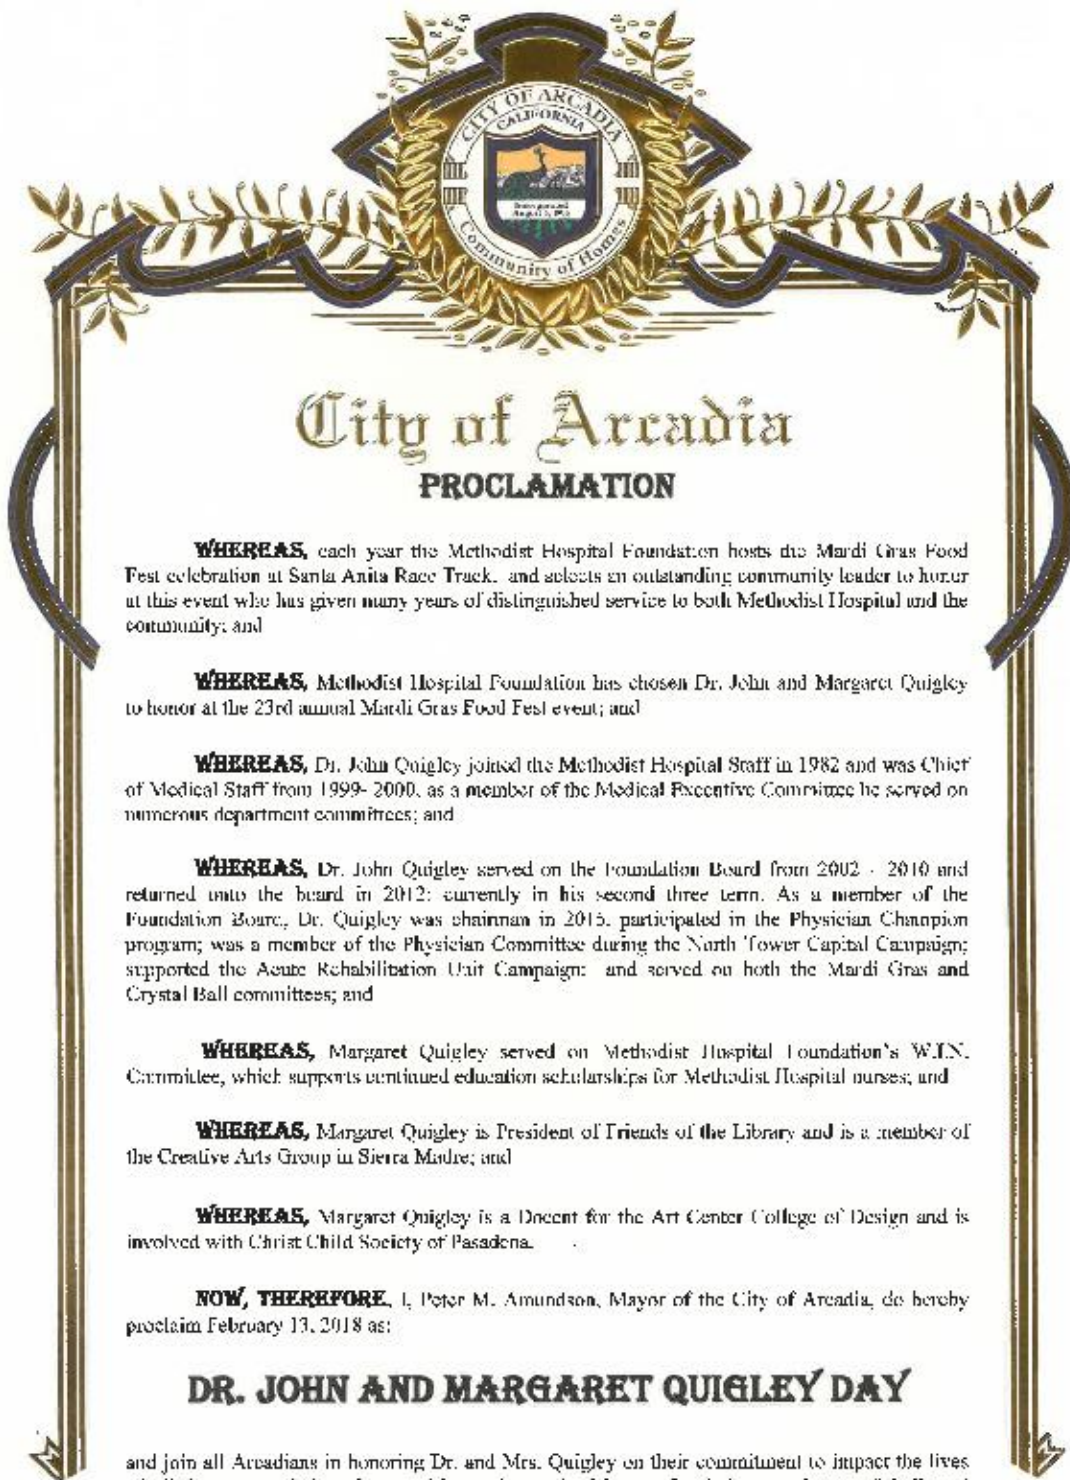 CITY OF ARCADIA
CALIFORNIA
Incorporated
August 5, 1903
Community of Homes
City of Arcadia
PROCLAMATION
WHEREAS, each year the Methodist Hospital Foundation hosts the Mardi Gras Food
Fest celebration at Santa Anita Race Track, and selects an outstanding community leader to honor
at this event who has given many years of distinguished service to both Methodist Hospital and the
community; and
WHEREAS, Methodist Hospital Foundation has chosen Dr. John and Margaret Quigley
to honor at the 23rd annual Mardi Gras Food Fest event; and
WHEREAS, Dr. John Quigley joined the Methodist Hospital Staff in 1982 and was Chief
of Medical Staff from 1999- 2000, as a member of the Medical Executive Committee he served on
numerous department committees; and
WHEREAS, Dr. John Quigley served on the Foundation Board from 2002 - 2010 and
returned onto the board in 2012; currently in his second three term. As a member of the
Foundation Board, Dr. Quigley was chairman in 2015, participated in the Physician Champion
program; was a member of the Physician Committee during the North Tower Capital Campaign;
supported the Acute Rehabilitation Unit Campaign; and served on both the Mardi Gras and
Crystal Ball committees; and
WHEREAS, Margaret Quigley served on Methodist Hospital Foundation's W.I.N.
Committee, which supports continued education scholarships for Methodist Hospital nurses; and
WHEREAS, Margaret Quigley is President of Friends of the Library and is a member of
the Creative Arts Group in Sierra Madre; and
WHEREAS, Margaret Quigley is a Docent for the Art Center College of Design and is
involved with Christ Child Society of Pasadena.
NOW, THEREFORE, I, Peter M. Amundson, Mayor of the City of Arcadia, do hereby
proclaim February 13, 2018 as:
DR. JOHN AND MARGARET QUIGLEY DAY
and join all Arcadians in honoring Dr. and Mrs. Quigley on their commitment to impact the lives